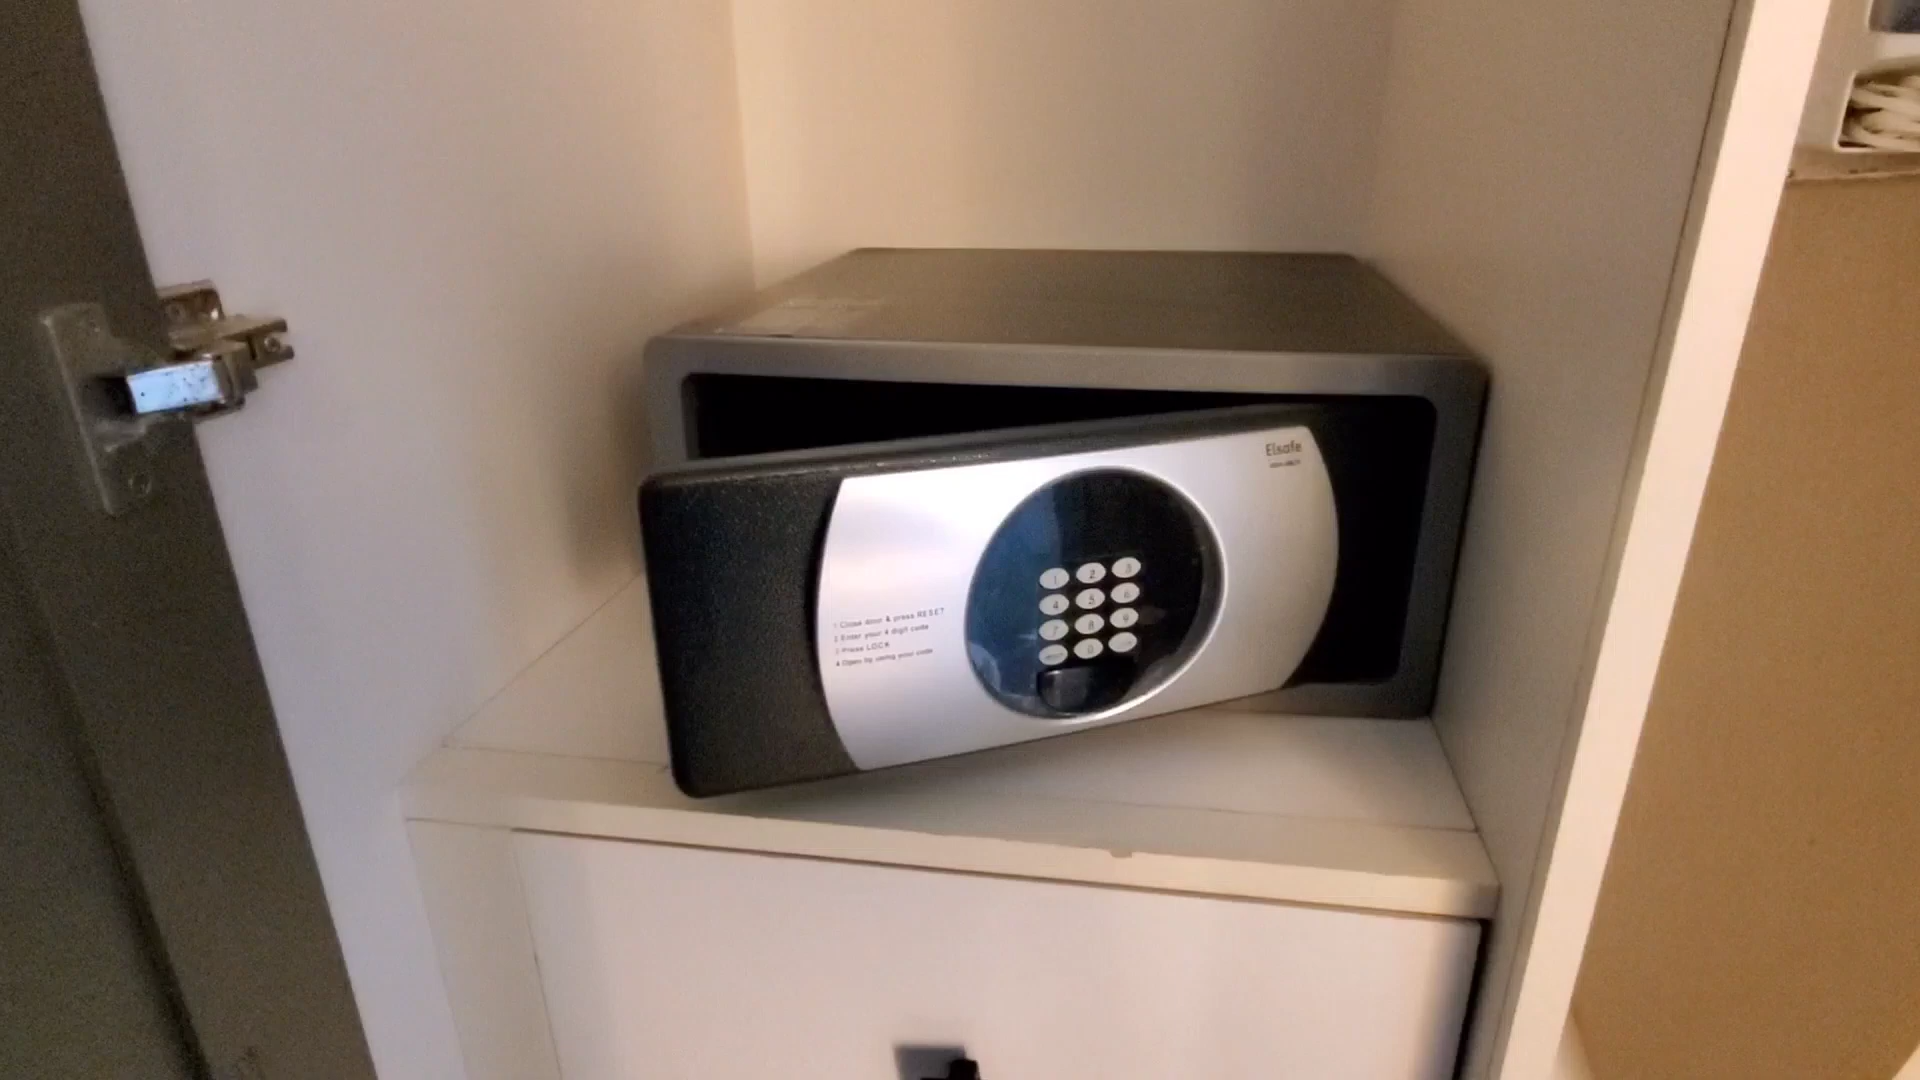 Elsafe
1 Close door & press RESET
2 Enter your 4 digit code
3 Press LOCK
4 Open by using your code
1 2 3
4 5 6
7 8 9
0